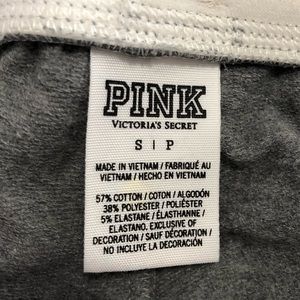 PINK
VICTORIA'S SECRET
S | P
MADE IN VIETNAM / FABRIQUÉ AU
VIETNAM / HECHO EN VIETNAM
57% COTTON / COTON / ALGODÓN
38% POLYESTER / POLIÉSTER
5% ELASTANE / ÉLASTHANNE /
ELASTANO. EXCLUSIVE OF
DECORATION / SAUF DÉCORATION /
NO INCLUYE LA DECORACIÓN